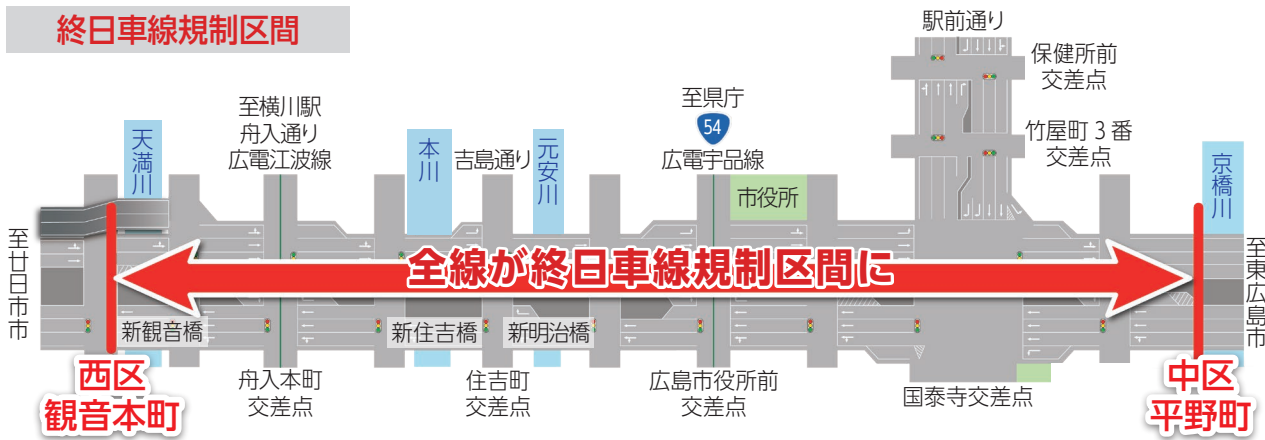 終日車線規制区間
駅前通り
保健所前
交差点
竹屋町3番
交差点
至横川駅
舟入通り
広電江波線
至県庁
54
広電宇品線
天満川
本川
吉島通り
元安川
市役所
京橋川
至廿日市市
全線が終日車線規制区間に
至東広島市
新観音橋
新住吉橋
新明治橋
西区
観音本町
舟入本町
交差点
住吉町
交差点
広島市役所前
交差点
国泰寺交差点
中区
平野町